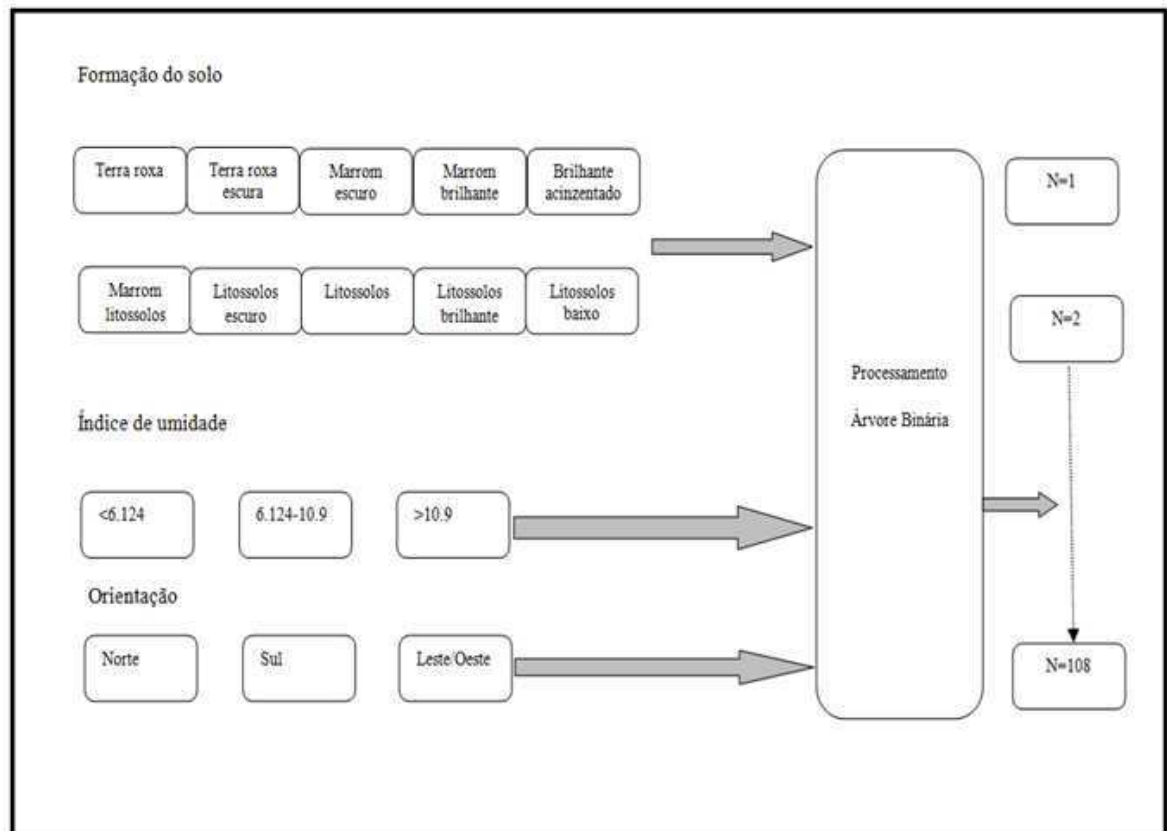 Formação do solo
Terra roxa
Terra roxa
escura
Marrom
escuro
Marrom
brilhante
Brilhante
acinzentado
Marrom
litossolos
Litossolos
escuro
Litossolos
Litossolos
brilhante
Litossolos
baixo
Índice de umidade
<6.124
6.124-10.9
>10.9
Orientação
Norte
Sul
Leste/Oeste
Processamento
Árvore Binária
N=1
N=2
N=108